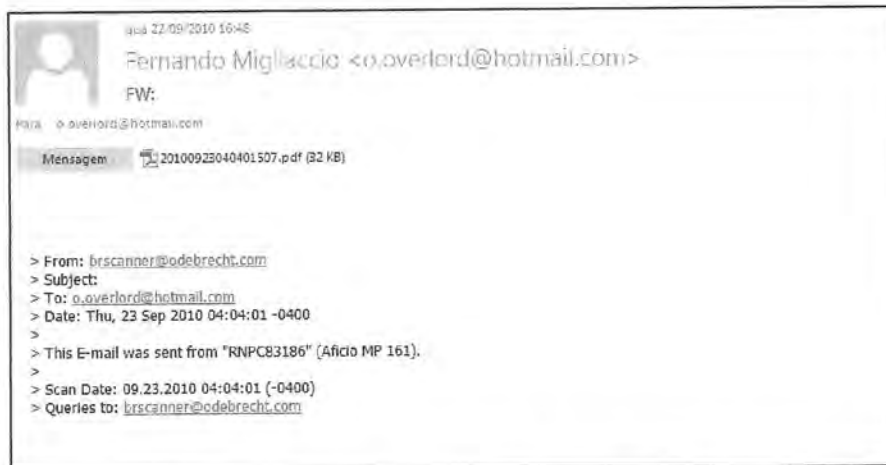 qua 22/09/2010 16:48
Fernando Migliaccio <o.overlord@hotmail.com>
FW:
Para o.overlord@hotmail.com
Mensagem 20100923040401507.pdf (32 KB)
> From: brscanner@odebrecht.com
> Subject:
> To: o.overlord@hotmail.com
> Date: Thu, 23 Sep 2010 04:04:01 -0400
>
> This E-mail was sent from "RNPC83186" (Aficio MP 161).
>
> Scan Date: 09.23.2010 04:04:01 (-0400)
> Queries to: brscanner@odebrecht.com